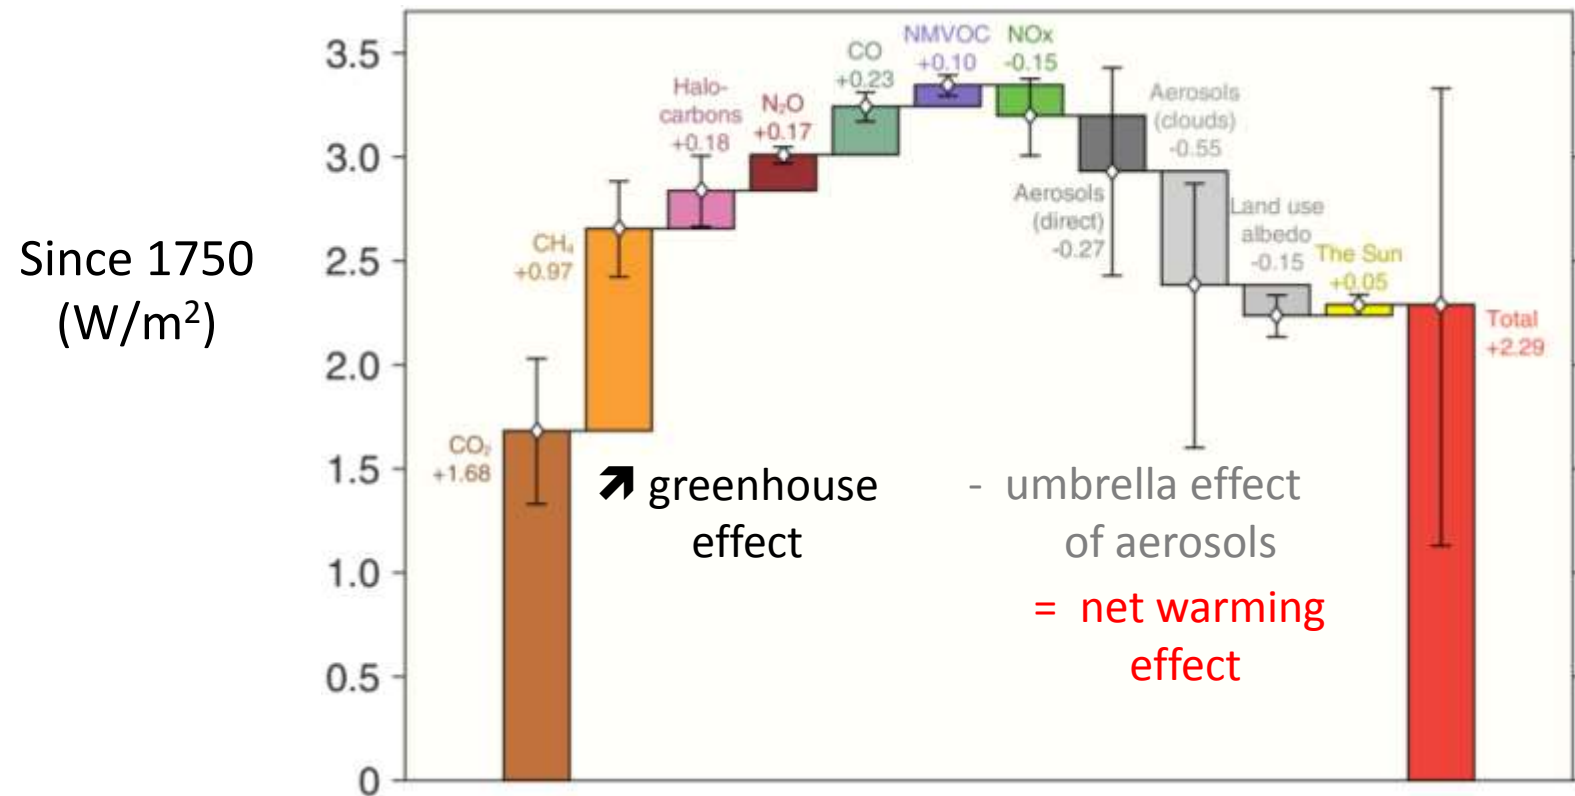 Since 1750
(W/m²)
3.5
3.0
2.5
2.0
1.5
1.0
0.5
0
CO₂
+1.68
CH₄
+0.97
Halo-
carbons
+0.18
N₂O
+0.17
CO
+0.23
NMVOC
+0.10
NOx
-0.15
Aerosols
(direct)
-0.27
Aerosols
(clouds)
-0.55
Land use
albedo
-0.15
The Sun
+0.05
Total
+2.29
🡽 greenhouse
effect
- umbrella effect
of aerosols
= net warming
effect